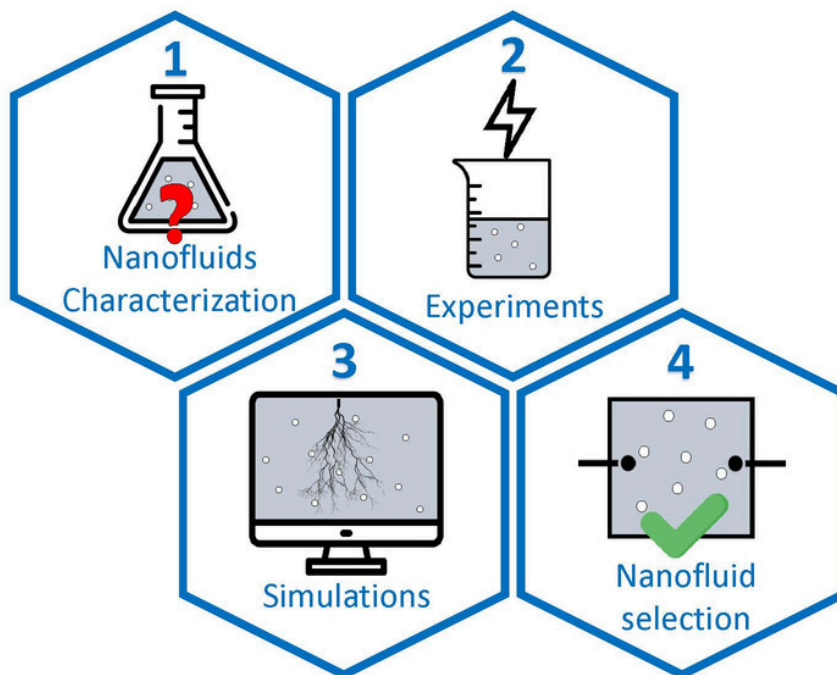 1
Nanofluids
Characterization
2
Experiments
3
Simulations
4
Nanofluid
selection